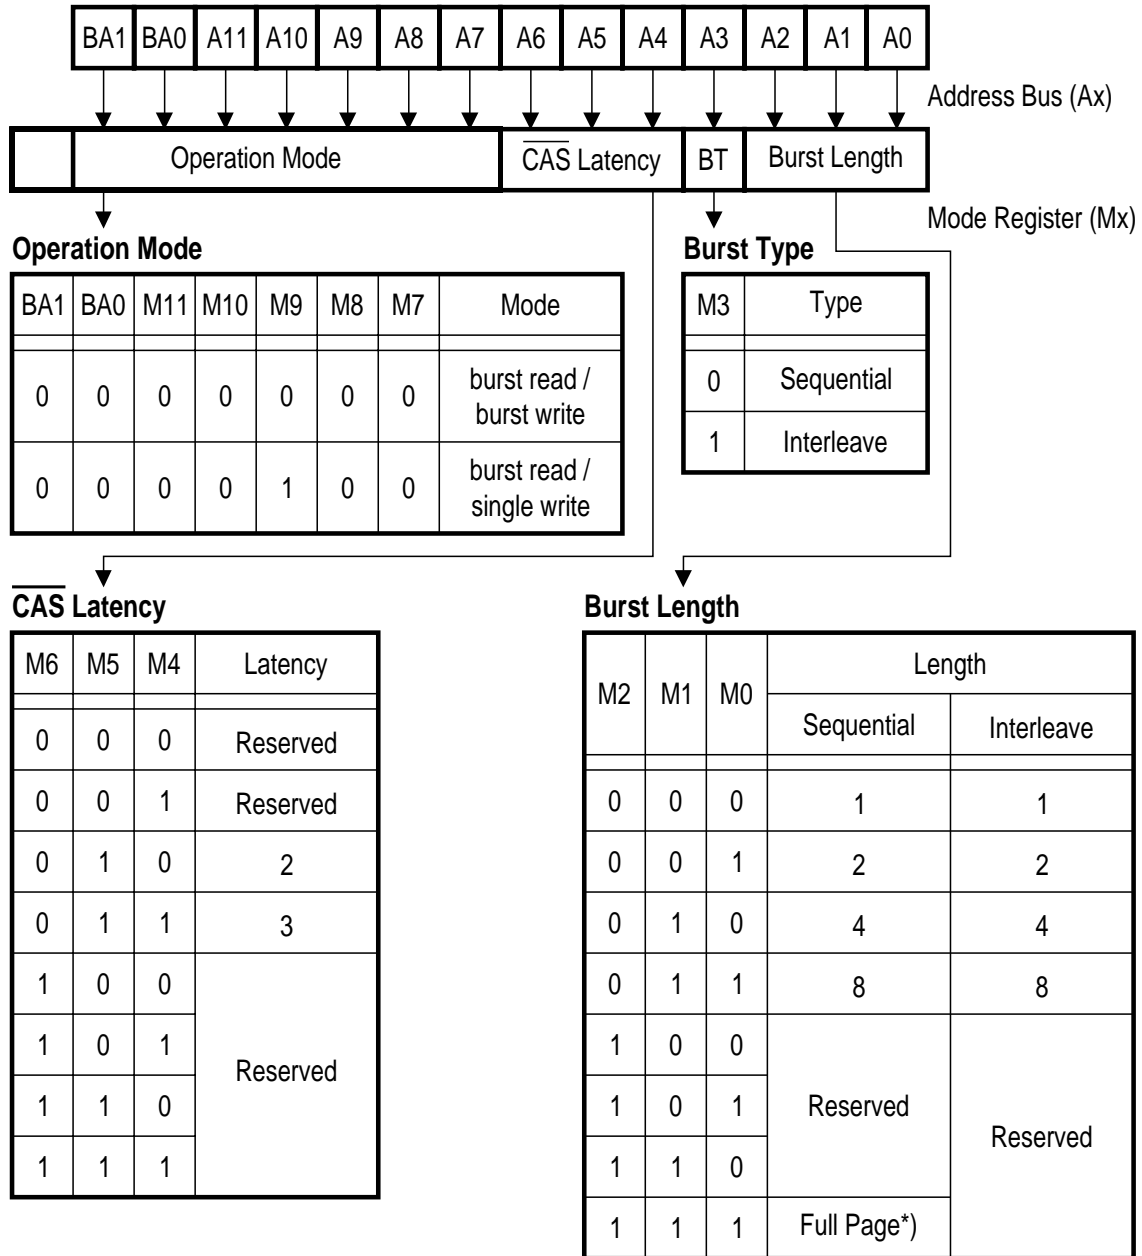 BA1 BA0 A11 A10 A9 A8 A7 A6 A5 A4 A3 A2 A1 A0
Address Bus (Ax)
Operation Mode CAS Latency BT Burst Length
Mode Register (Mx)
Operation Mode
BA1 BA0 M11 M10 M9 M8 M7 Mode
0 0 0 0 0 0 0 burst read /
burst write
0 0 0 0 1 0 0 burst read /
single write
Burst Type
M3 Type
0 Sequential
1 Interleave
CAS Latency
M6 M5 M4 Latency
0 0 0 Reserved
0 0 1 Reserved
0 1 0 2
0 1 1 3
1 0 0
1 0 1
Reserved
1 1 0
1 1 1
Burst Length
M2 M1 M0 Length
Sequential Interleave
0 0 0 1 1
0 0 1 2 2
0 1 0 4 4
0 1 1 8 8
1 0 0
1 0 1 Reserved
Reserved
1 1 0
1 1 1 Full Page*)